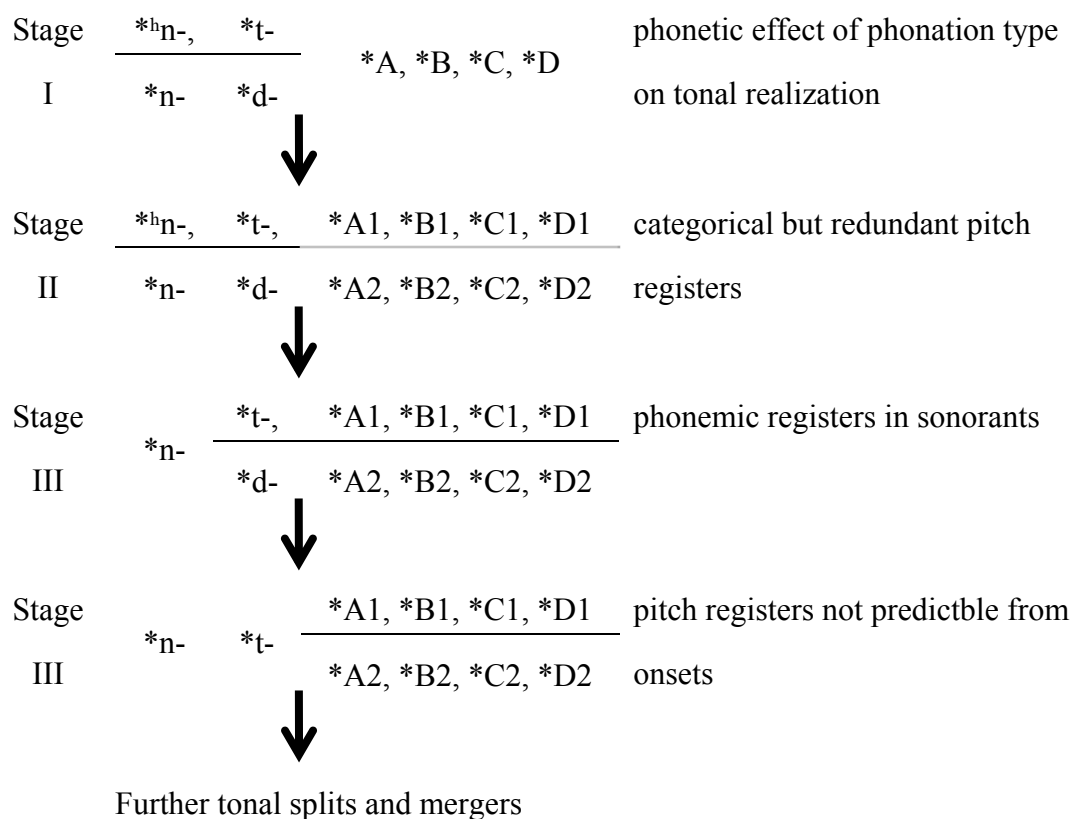 Stage *ʰn-, *t- phonetic effect of phonation type
*A, *B, *C, *D
I *n- *d- on tonal realization
Stage *ʰn-, *t-, *A1, *B1, *C1, *D1 categorical but redundant pitch
II *n- *d- *A2, *B2, *C2, *D2 registers
Stage *t-, *A1, *B1, *C1, *D1 phonemic registers in sonorants
*n-
III *d- *A2, *B2, *C2, *D2
Stage *A1, *B1, *C1, *D1 pitch registers not predictble from
*n- *t-
III *A2, *B2, *C2, *D2 onsets
Further tonal splits and mergers